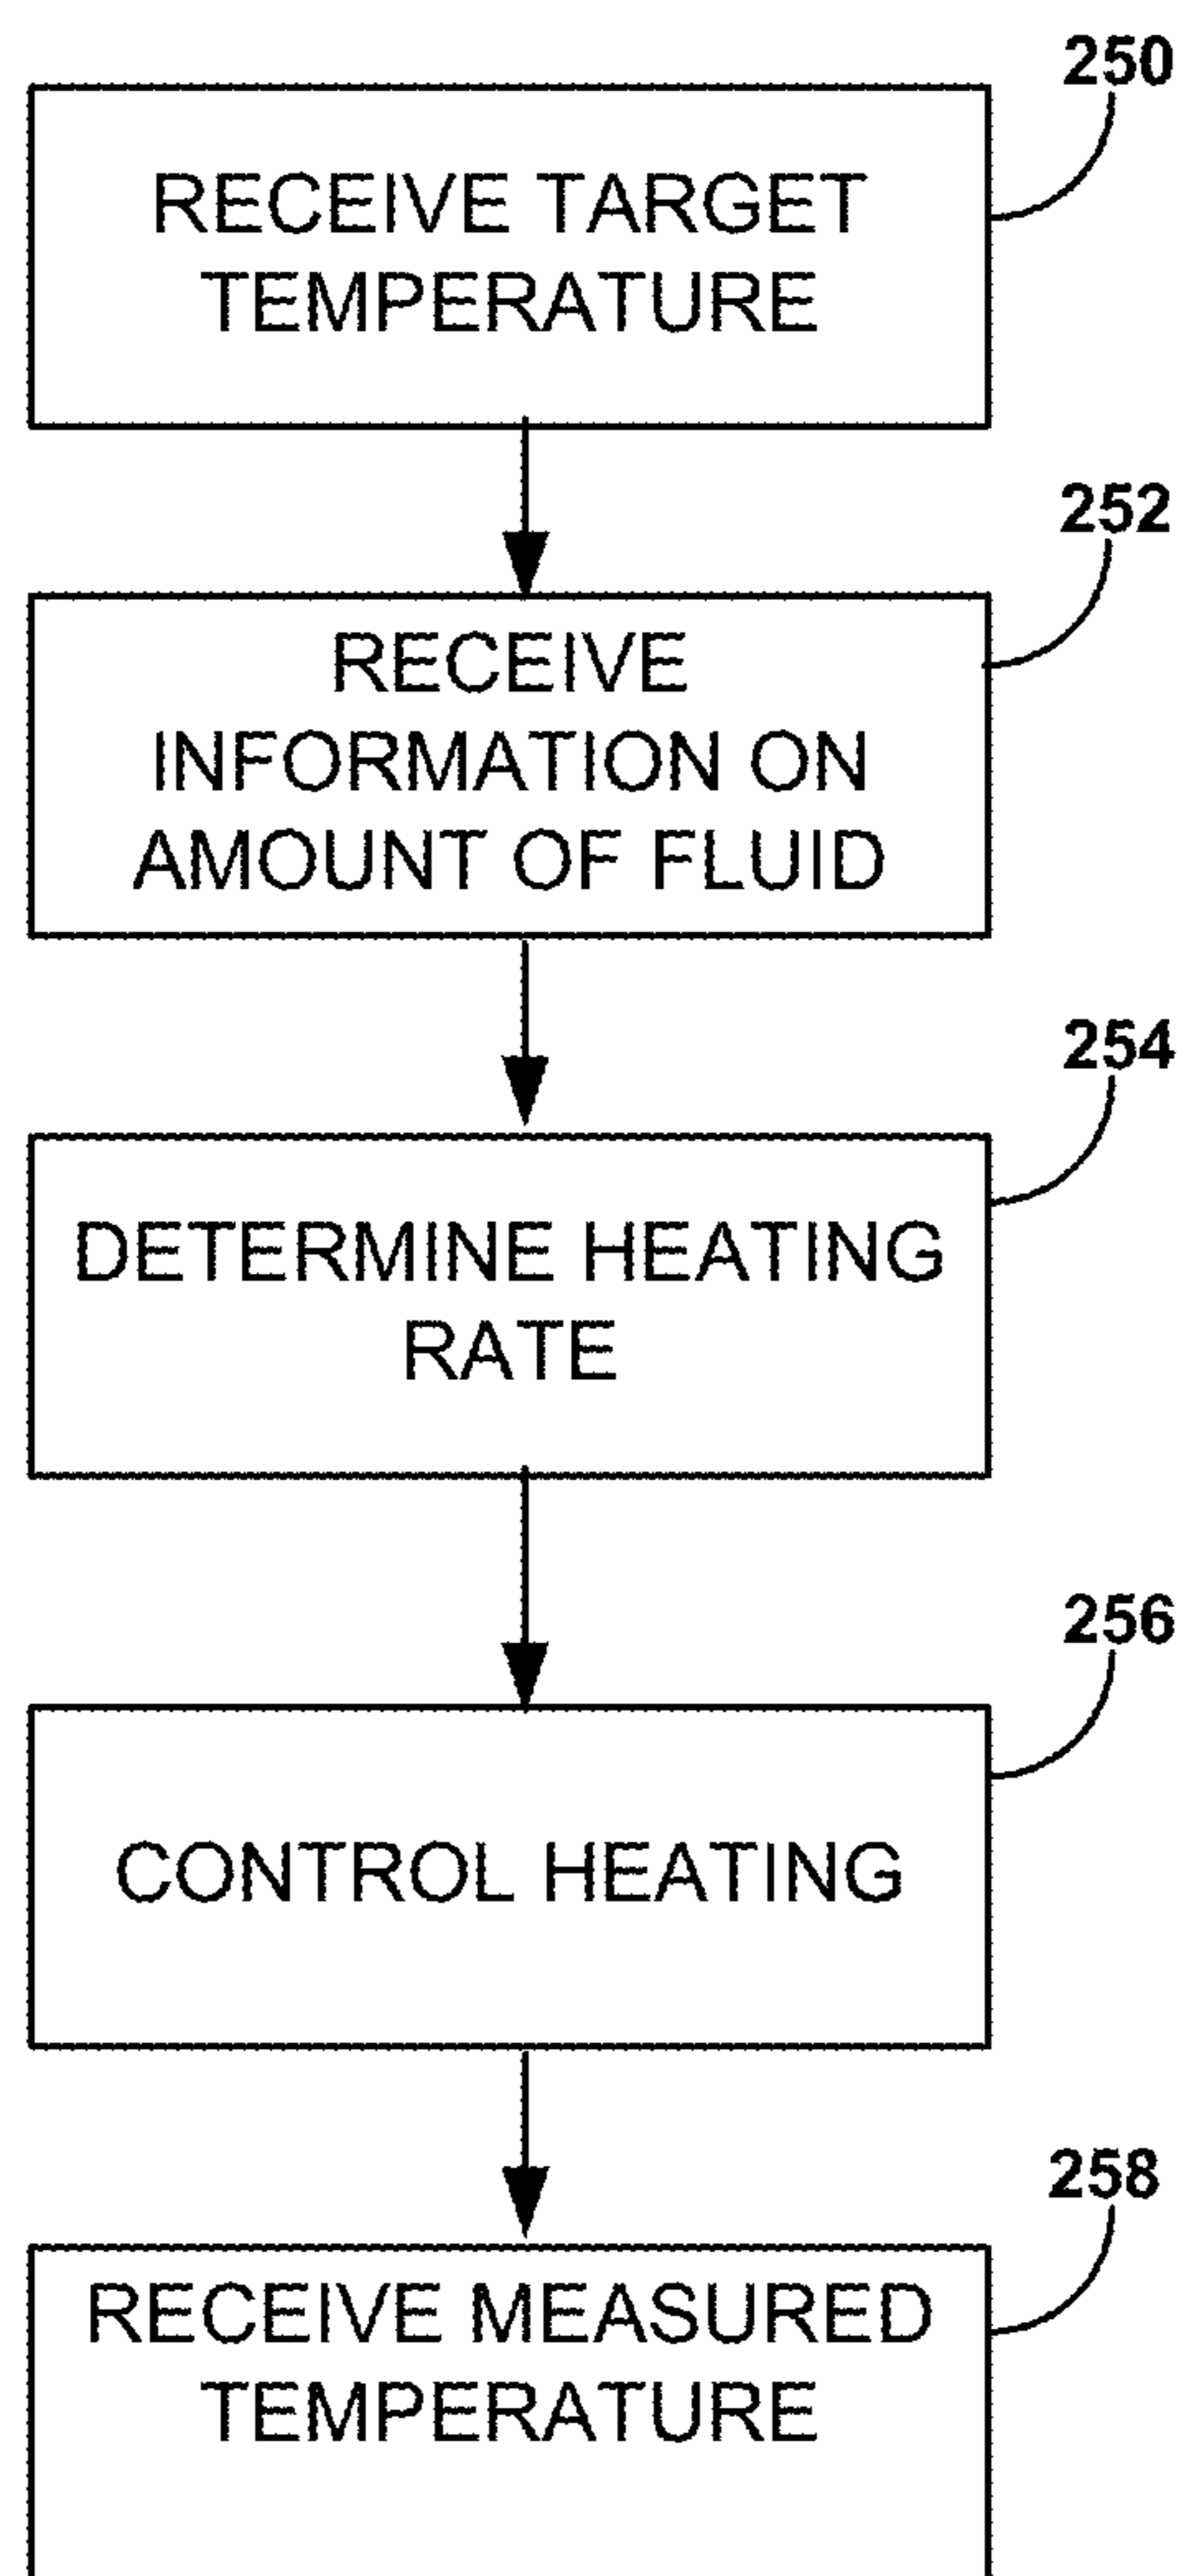 250
RECEIVE TARGET
TEMPERATURE
252
RECEIVE
INFORMATION ON
AMOUNT OF FLUID
254
DETERMINE HEATING
RATE
256
CONTROL HEATING
258
RECEIVE MEASURED
TEMPERATURE